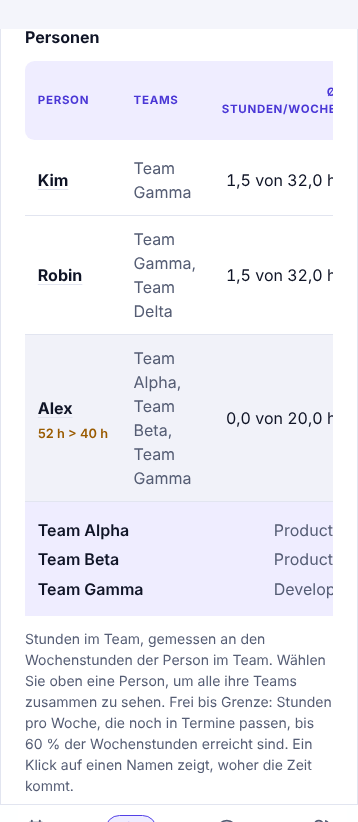 Personen
PERSON TEAMS Ø
STUNDEN/WOCHE
Kim Team
Gamma 1,5 von 32,0 h
Robin Team
Gamma,
Team
Delta 1,5 von 32,0 h
Alex
52 h > 40 h Team
Alpha,
Team
Beta,
Team
Gamma 0,0 von 20,0 h
Team Alpha Product
Team Beta Product
Team Gamma Develop
Stunden im Team, gemessen an den
Wochenstunden der Person im Team. Wählen
Sie oben eine Person, um alle ihre Teams
zusammen zu sehen. Frei bis Grenze: Stunden
pro Woche, die noch in Termine passen, bis
60 % der Wochenstunden erreicht sind. Ein
Klick auf einen Namen zeigt, woher die Zeit
kommt.